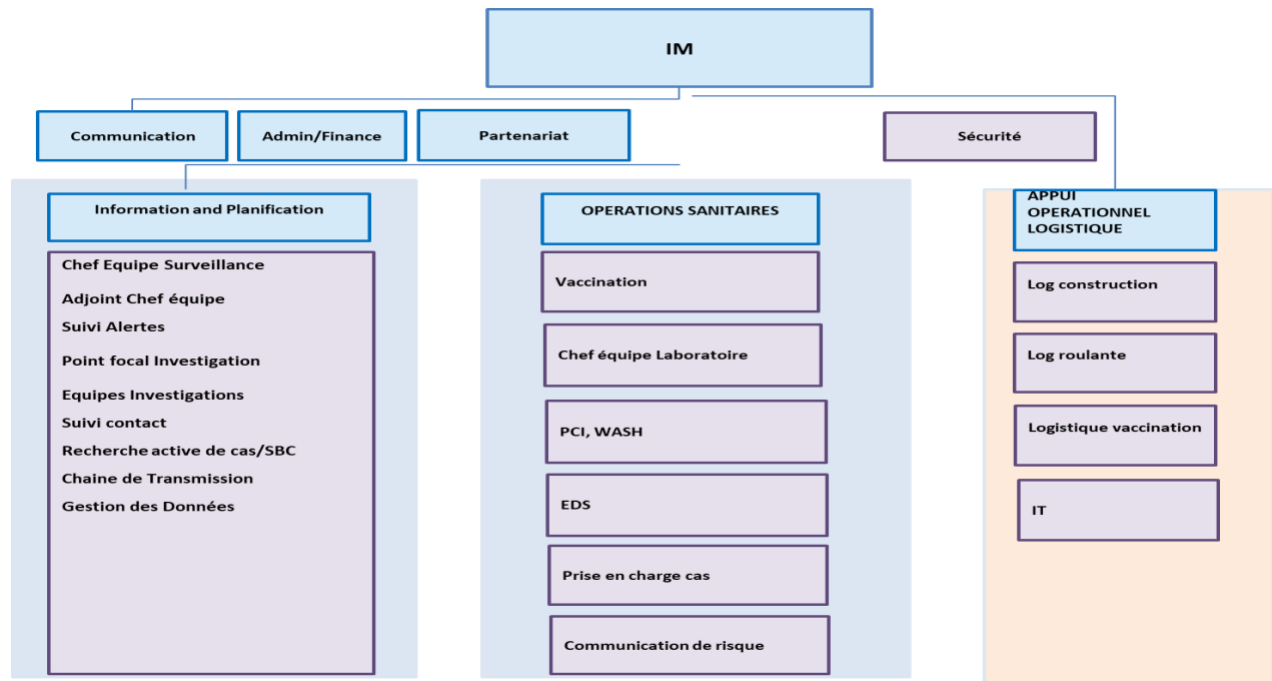 IM
Communication
Admin/Finance
Partenariat
Sécurité
Information and Planification
Chef Equipe Surveillance
Adjoint Chef équipe
Suivi Alertes
Point focal Investigation
Equipes Investigations
Suivi contact
Recherche active de cas/SBC
Chaine de Transmission
Gestion des Données
OPERATIONS SANITAIRES
Vaccination
Chef équipe Laboratoire
PCI, WASH
EDS
Prise en charge cas
Communication de risque
APPUI
OPERATIONNEL
LOGISTIQUE
Log construction
Log roulante
Logistique vaccination
IT